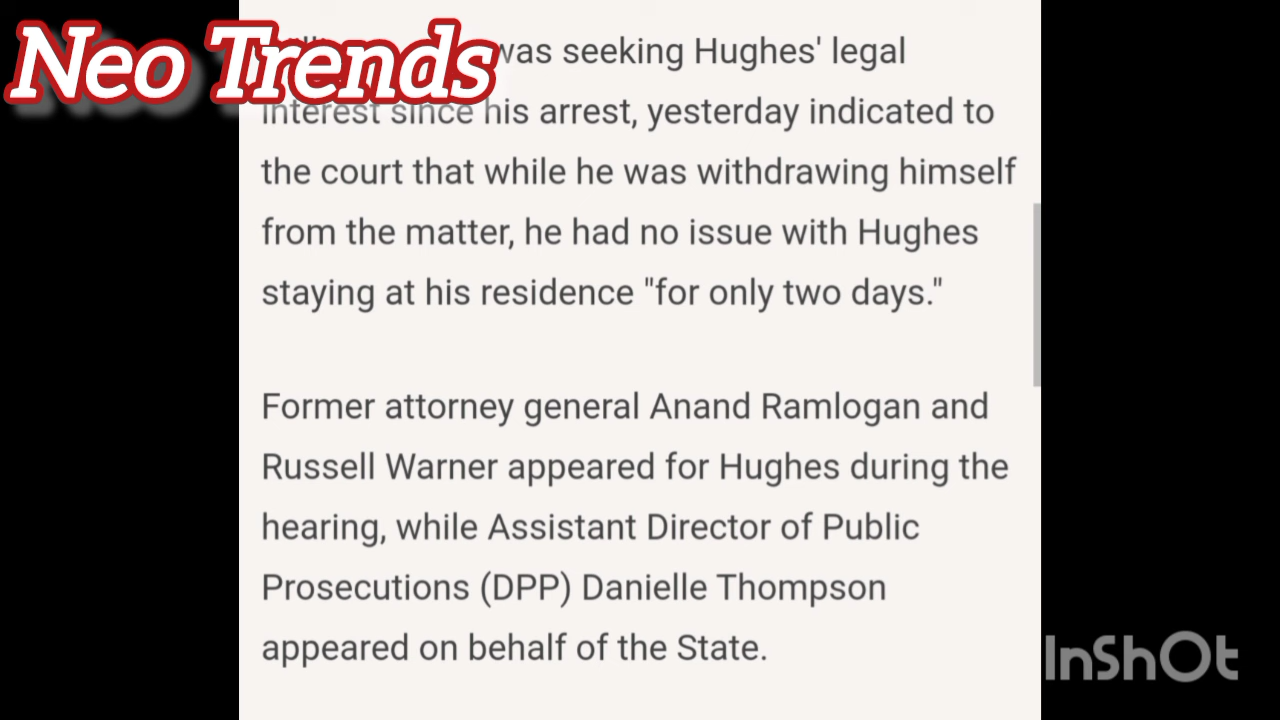 Neo Trends
was seeking Hughes' legal
interest since his arrest, yesterday indicated to
the court that while he was withdrawing himself
from the matter, he had no issue with Hughes
staying at his residence "for only two days."
Former attorney general Anand Ramlogan and
Russell Warner appeared for Hughes during the
hearing, while Assistant Director of Public
Prosecutions (DPP) Danielle Thompson
appeared on behalf of the State.
InShOt